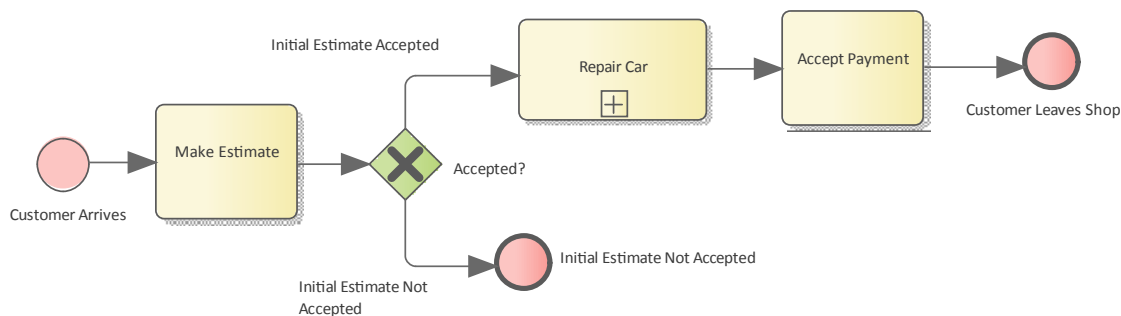 Initial Estimate Accepted
Repair Car
Accept Payment
Customer Leaves Shop
Make Estimate
Accepted?
Customer Arrives
Initial Estimate Not Accepted
Initial Estimate Not
Accepted